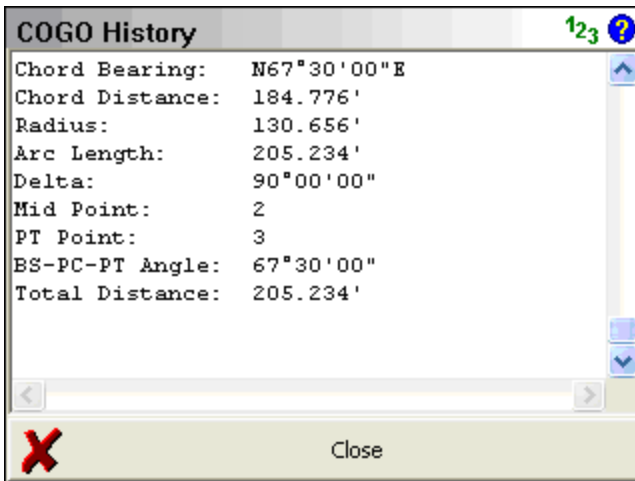 COGO History 123 ?
Chord Bearing: N67°30'00"E
Chord Distance: 184.776'
Radius: 130.656'
Arc Length: 205.234'
Delta: 90°00'00"
Mid Point: 2
PT Point: 3
BS-PC-PT Angle: 67°30'00"
Total Distance: 205.234'
Close